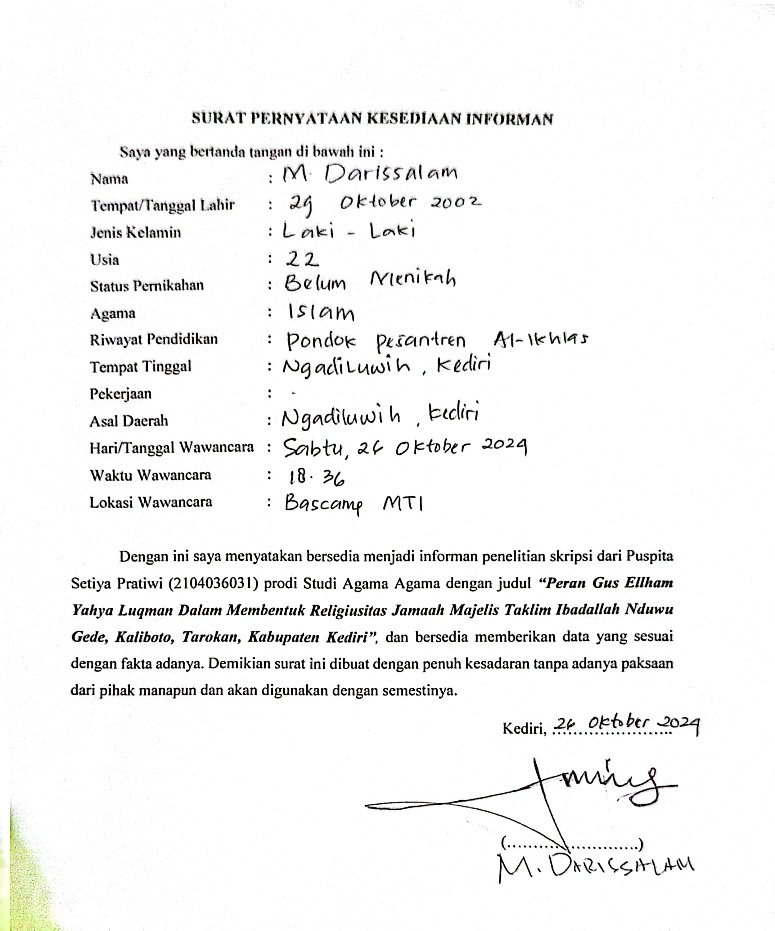 SURAT PERNYATAAN KESEDIAAN INFORMAN
Saya yang bertanda tangan di bawah ini :
Nama : M. Darissalam
Tempat/Tanggal Lahir : 29 Oktober 2002
Jenis Kelamin : Laki - Laki
Usia : 22
Status Pernikahan : Belum Menikah
Agama : Islam
Riwayat Pendidikan : Pondok pesantren Al-Ikhlas
Tempat Tinggal : Ngadiluwih, Kediri
Pekerjaan : -
Asal Daerah : Ngadiluwih, Kediri
Hari/Tanggal Wawancara : Sabtu, 26 Oktober 2024
Waktu Wawancara : 18.36
Lokasi Wawancara : Bascamp MTI
Dengan ini saya menyatakan bersedia menjadi informan penelitian skripsi dari Puspita
Setiya Pratiwi (2104036031) prodi Studi Agama Agama dengan judul “Peran Gus Ellham
Yahya Luqman Dalam Membentuk Religiusitas Jamaah Majelis Taklim Ibadallah Nduwu
Gede, Kaliboto, Tarokan, Kabupaten Kediri”, dan bersedia memberikan data yang sesuai
dengan fakta adanya. Demikian surat ini dibuat dengan penuh kesadaran tanpa adanya paksaan
dari pihak manapun dan akan digunakan dengan semestinya.
Kediri, 26 Oktober 2024
(........................)
M. DARISSALAM